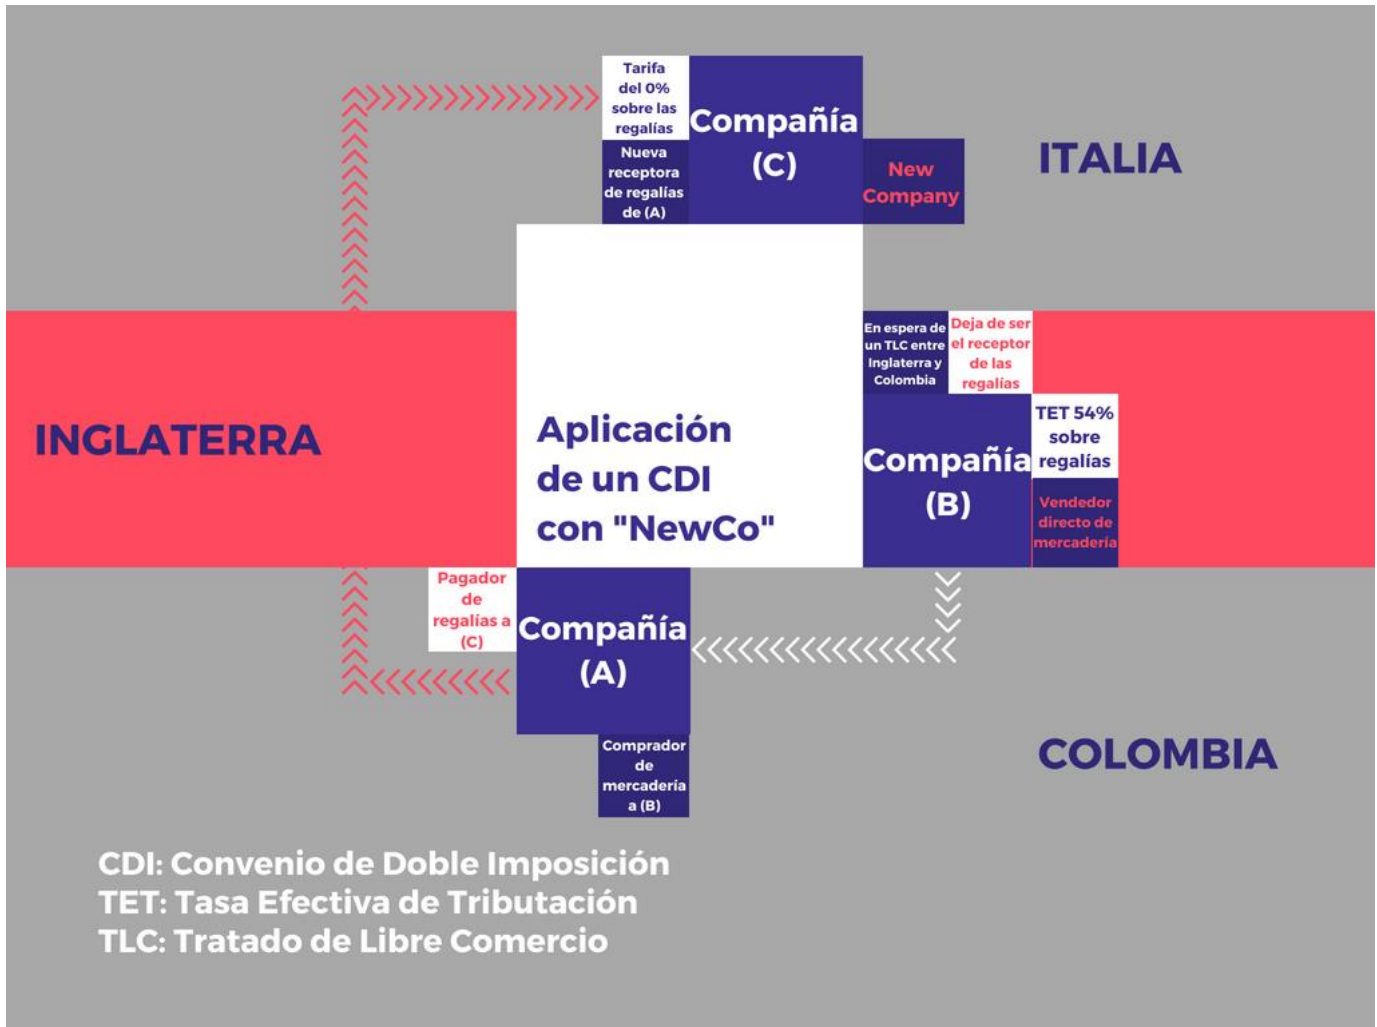 Tarifa
del 0%
sobre las
regalías
Compañía
(C)
Nueva
receptora
de regalías
de (A)
New
Company
ITALIA
INGLATERRA
Aplicación
de un CDI
con "NewCo"
En espera de
un TLC entre
Inglaterra y
Colombia
Deja de ser
el receptor
de las
regalías
Compañía
(B)
TET 54%
sobre
regalías
Vendedor
directo de
mercadería
Pagador
de
regalías a
(C)
Compañía
(A)
Comprador
de
mercadería
a (B)
COLOMBIA
CDI: Convenio de Doble Imposición
TET: Tasa Efectiva de Tributación
TLC: Tratado de Libre Comercio